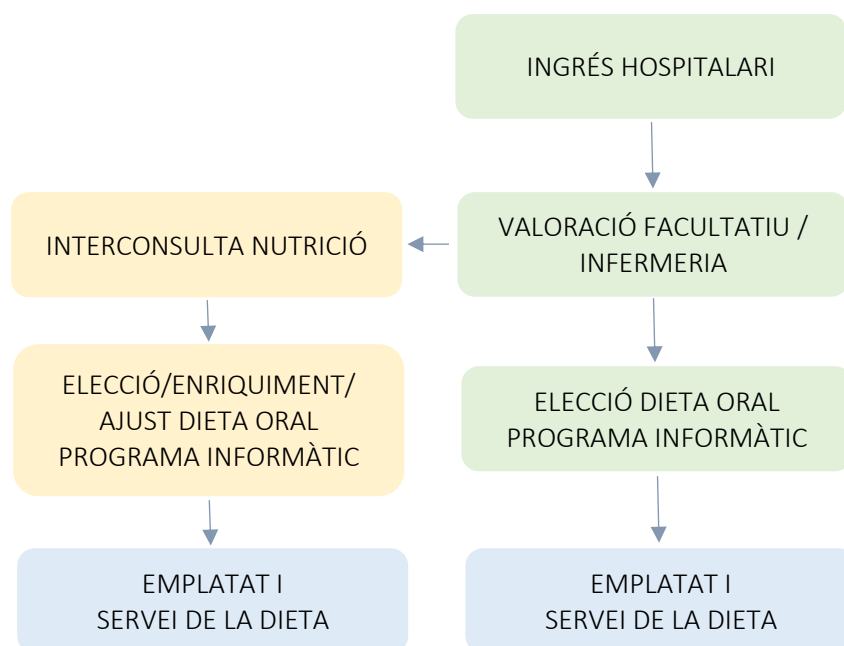 INGRÉS HOSPITALARI
VALORACIÓ FACULTATIU /
INFERMERIA
INTERCONSULTA NUTRICIÓ
ELECCIÓ/ENRIQUIMENT/
AJUST DIETA ORAL
PROGRAMA INFORMÀTIC
ELECCIÓ DIETA ORAL
PROGRAMA INFORMÀTIC
EMPLATAT I
SERVEI DE LA DIETA
EMPLATAT I
SERVEI DE LA DIETA